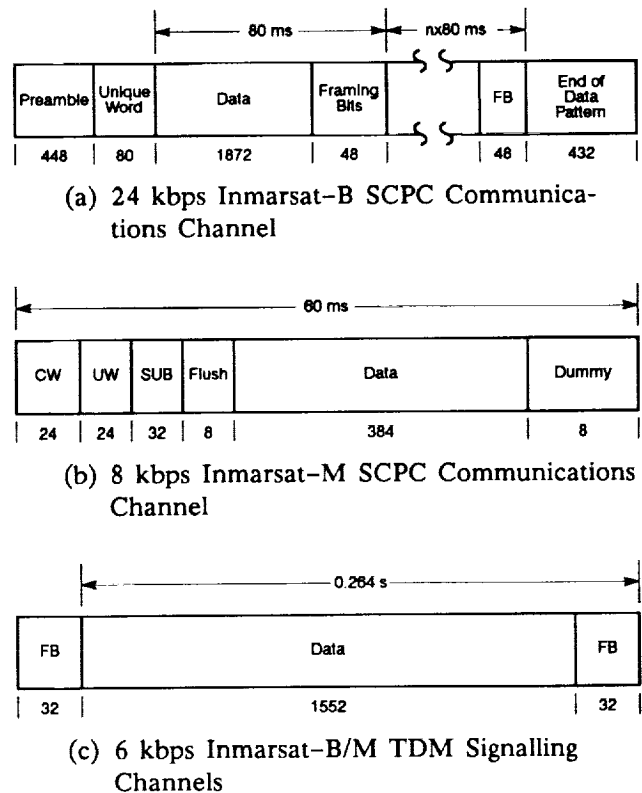 80 ms
nx80 ms
Preamble
Unique
Word
Data
Framing
Bits
FB
End of
Data
Pattern
448
80
1872
48
48
432
(a) 24 kbps Inmarsat-B SCPC Communica-
tions Channel
60 ms
CW
UW
SUB
Flush
Data
Dummy
24
24
32
8
384
8
(b) 8 kbps Inmarsat-M SCPC Communications
Channel
0.264 s
FB
Data
FB
32
1552
32
(c) 6 kbps Inmarsat-B/M TDM Signalling
Channels